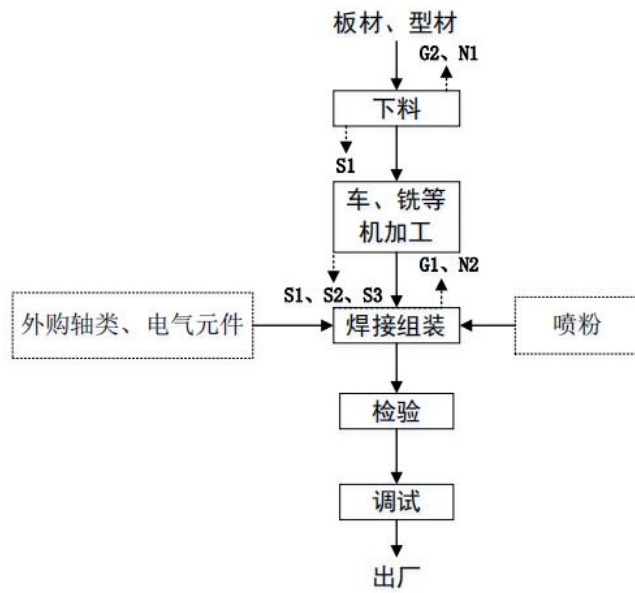 板材、型材
G2、N1
下料
S1
车、铣等
机加工
G1、N2
S1、S2、S3
外购轴类、电气元件
焊接组装
喷粉
检验
调试
出厂